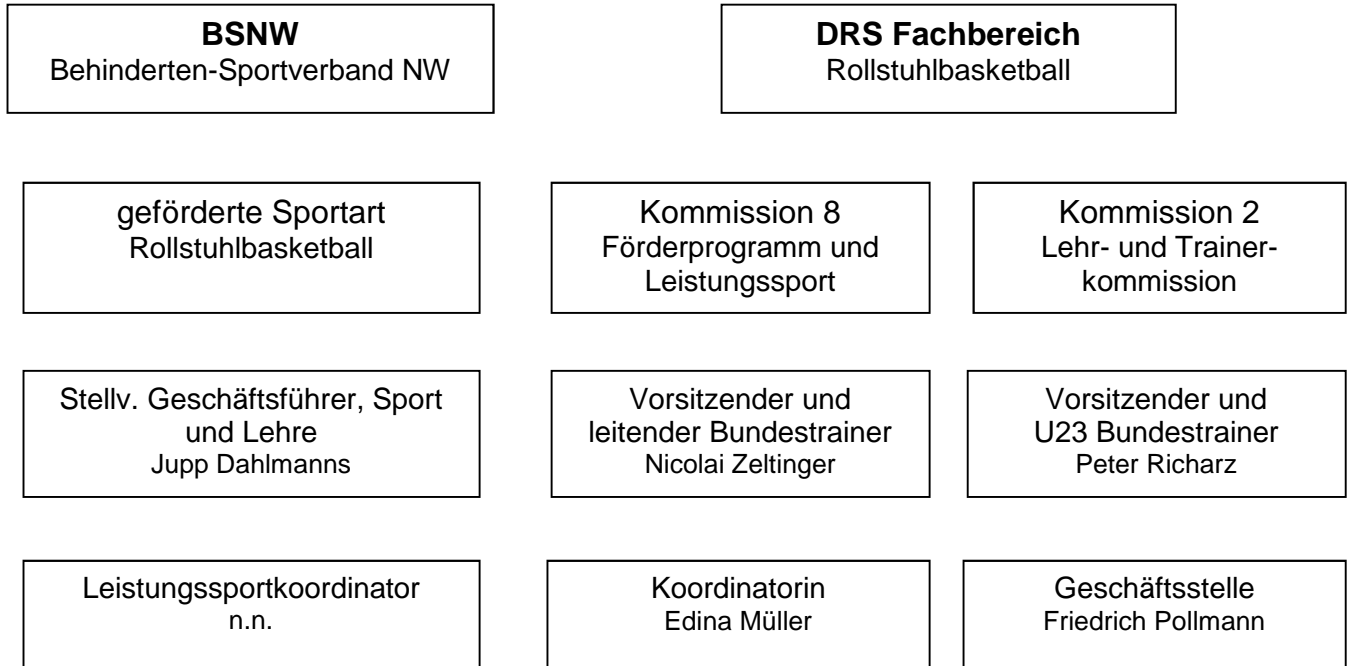 BSNW
Behinderten-Sportverband NW
DRS Fachbereich
Rollstuhlbasketball
geförderte Sportart
Rollstuhlbasketball
Kommission 8
Förderprogramm und
Leistungssport
Kommission 2
Lehr- und Trainer-
kommission
Stellv. Geschäftsführer, Sport
und Lehre
Jupp Dahlmanns
Vorsitzender und
leitender Bundestrainer
Nicolai Zeltinger
Vorsitzender und
U23 Bundestrainer
Peter Richarz
Leistungssportkoordinator
n.n.
Koordinatorin
Edina Müller
Geschäftsstelle
Friedrich Pollmann